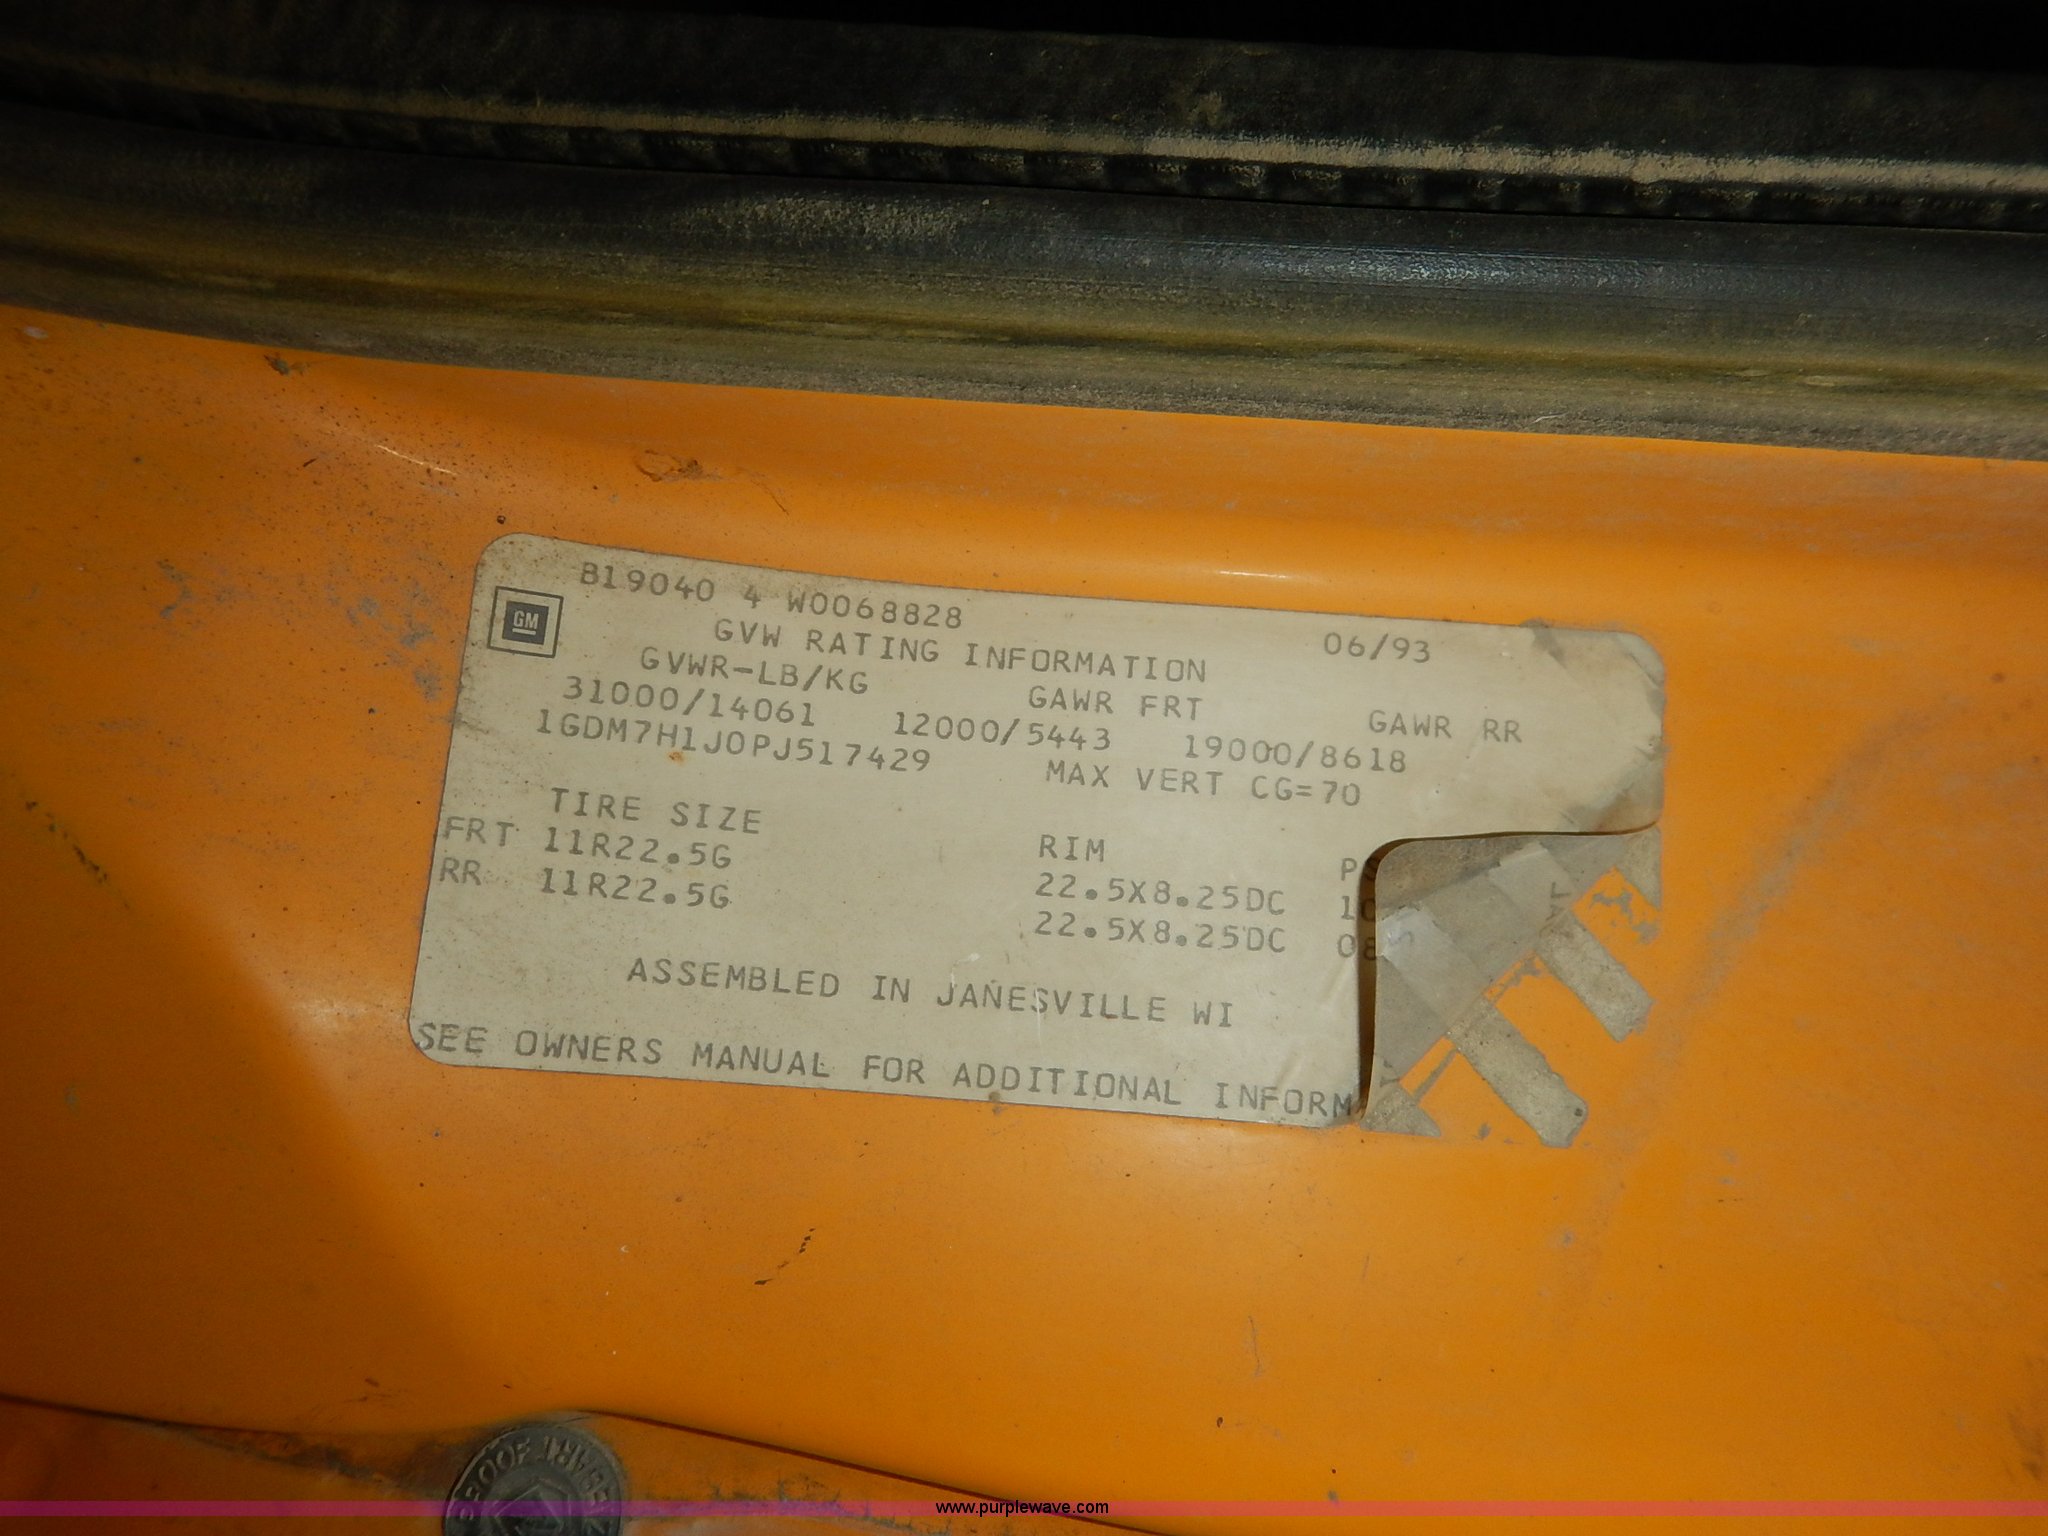 B19040 4 W0068828 06/93
GM
GVW RATING INFORMATION
GVWR-LB/KG GAWR FRT GAWR RR
31000/14061 12000/5443 19000/8618
1GDM7H1J0PJ517429 MAX VERT CG=70
TIRE SIZE RIM
FRT 11R22.5G 22.5X8.25DC
RR 11R22.5G 22.5X8.25DC
ASSEMBLED IN JANESVILLE WI
SEE OWNERS MANUAL FOR ADDITIONAL INFORM
www.purplewave.com